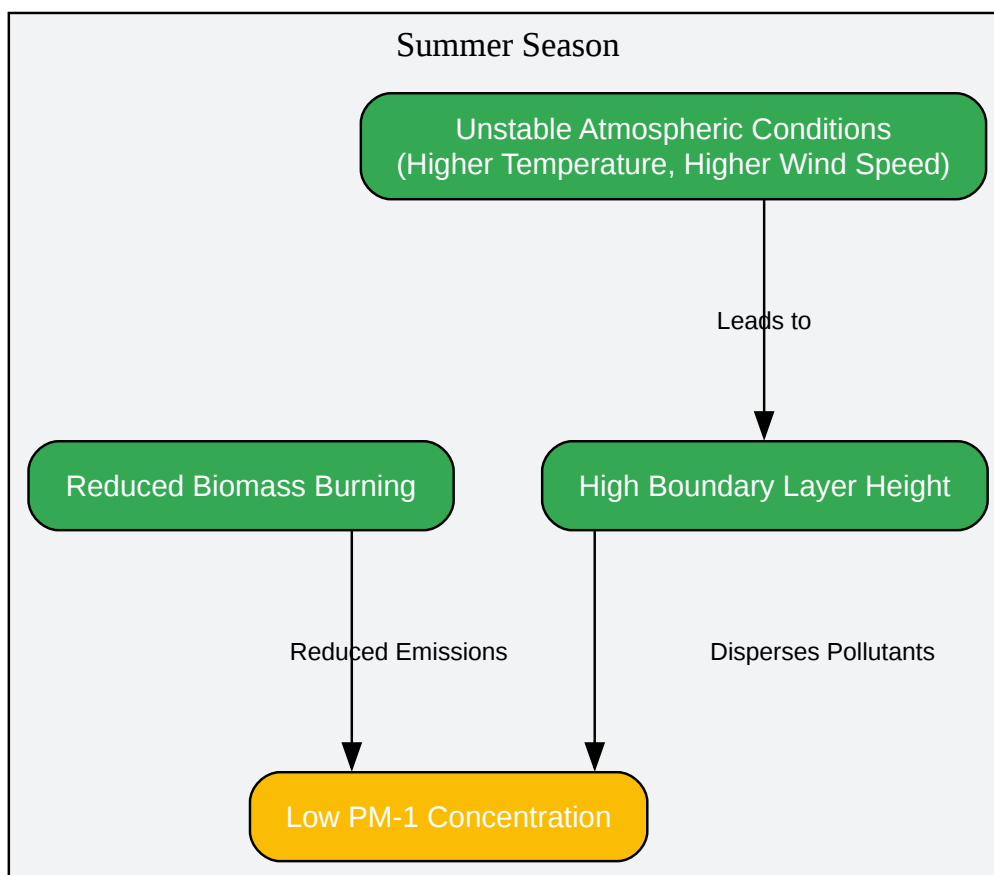 Summer Season
Unstable Atmospheric Conditions
(Higher Temperature, Higher Wind Speed)
Leads to
Reduced Biomass Burning
High Boundary Layer Height
Reduced Emissions
Disperses Pollutants
Low PM-1 Concentration